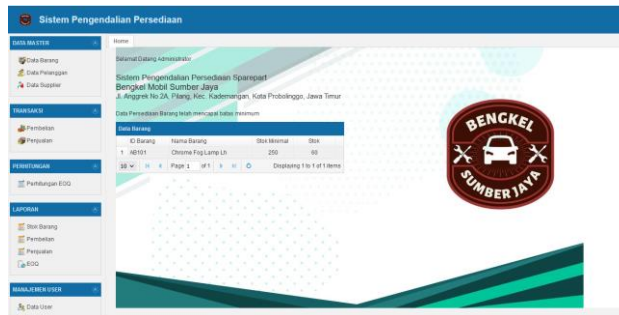 Sistem Pengendalian Persediaan
DATA MASTER
Data Barang
Data Pelanggan
Data Supplier
TRANSAKSI
Pembelian
Penjualan
PERHITUNGAN
Perhitungan EOQ
LAPORAN
Stok Barang
Pembelian
Penjualan
EOQ
MANAJEMEN USER
Data User
Home
Selamat Datang Administrator
Sistem Pengendalian Persediaan Sparepart
Bengkel Mobil Sumber Jaya
Jl. Anggrek No 2A, Pilang, Kec. Kademangan, Kota Probolinggo, Jawa Timur
Data Persediaan Barang telah mencapai batas minimum
Data Barang
ID Barang Nama Barang Stok Minimal Stok
1 AB101 Chrome Fog Lamp Lh 250 60
10 Page 1 of 1 Displaying 1 to 1 of 1 items
BENGKEL
SUMBER JAYA